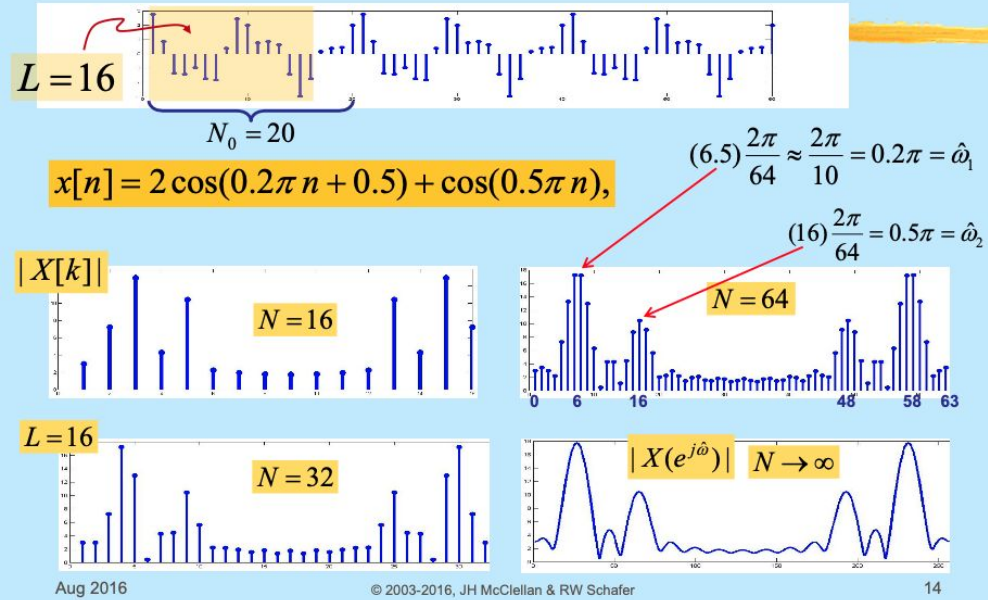 L = 16
N₀ = 20
x[n] = 2cos(0.2π n + 0.5) + cos(0.5π n),
(6.5) 2π/64 ≈ 2π/10 = 0.2π = ω̂₁
(16) 2π/64 = 0.5π = ω̂₂
|X[k]|
N = 16
N = 64
0 6 16 48 58 63
L = 16
N = 32
|X(e^{jω̂})| N → ∞
Aug 2016
© 2003-2016, JH McClellan & RW Schafer
14